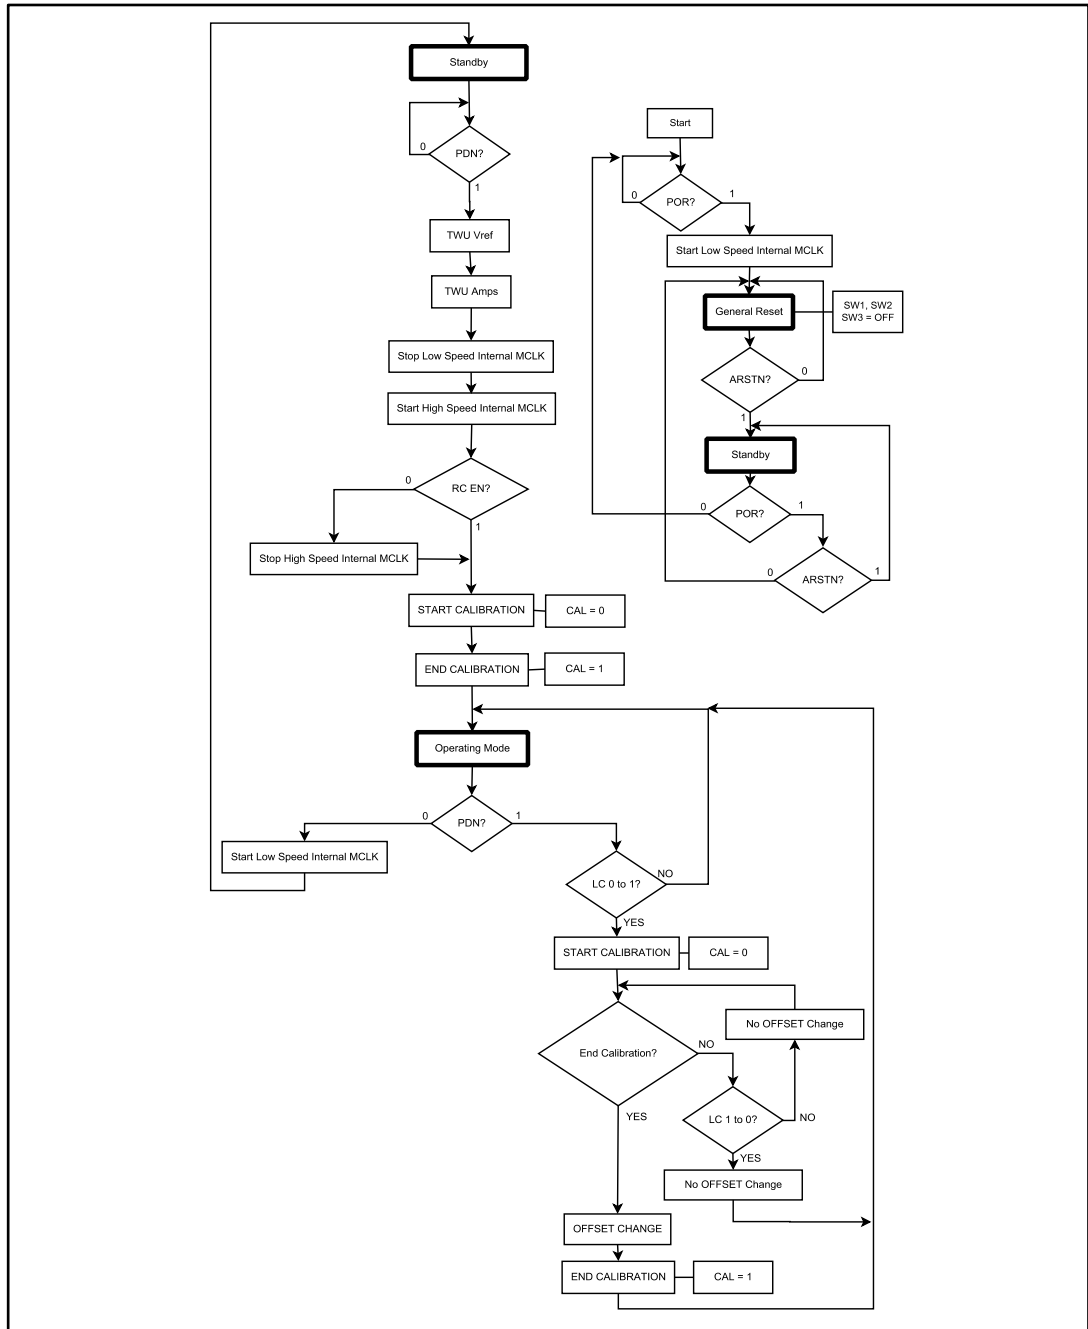 Standby
PDN?
0
1
TWU Vref
TWU Amps
Stop Low Speed Internal MCLK
Start High Speed Internal MCLK
RC EN?
0
1
Stop High Speed Internal MCLK
START CALIBRATION
CAL = 0
END CALIBRATION
CAL = 1
Operating Mode
PDN?
0
1
Start Low Speed Internal MCLK
LC 0 to 1?
NO
YES
START CALIBRATION
CAL = 0
End Calibration?
NO
YES
No OFFSET Change
LC 1 to 0?
NO
YES
No OFFSET Change
OFFSET CHANGE
END CALIBRATION
CAL = 1
Start
POR?
0
1
Start Low Speed Internal MCLK
General Reset
SW1, SW2
SW3 = OFF
ARSTN?
0
1
Standby
POR?
0
1
ARSTN?
0
1